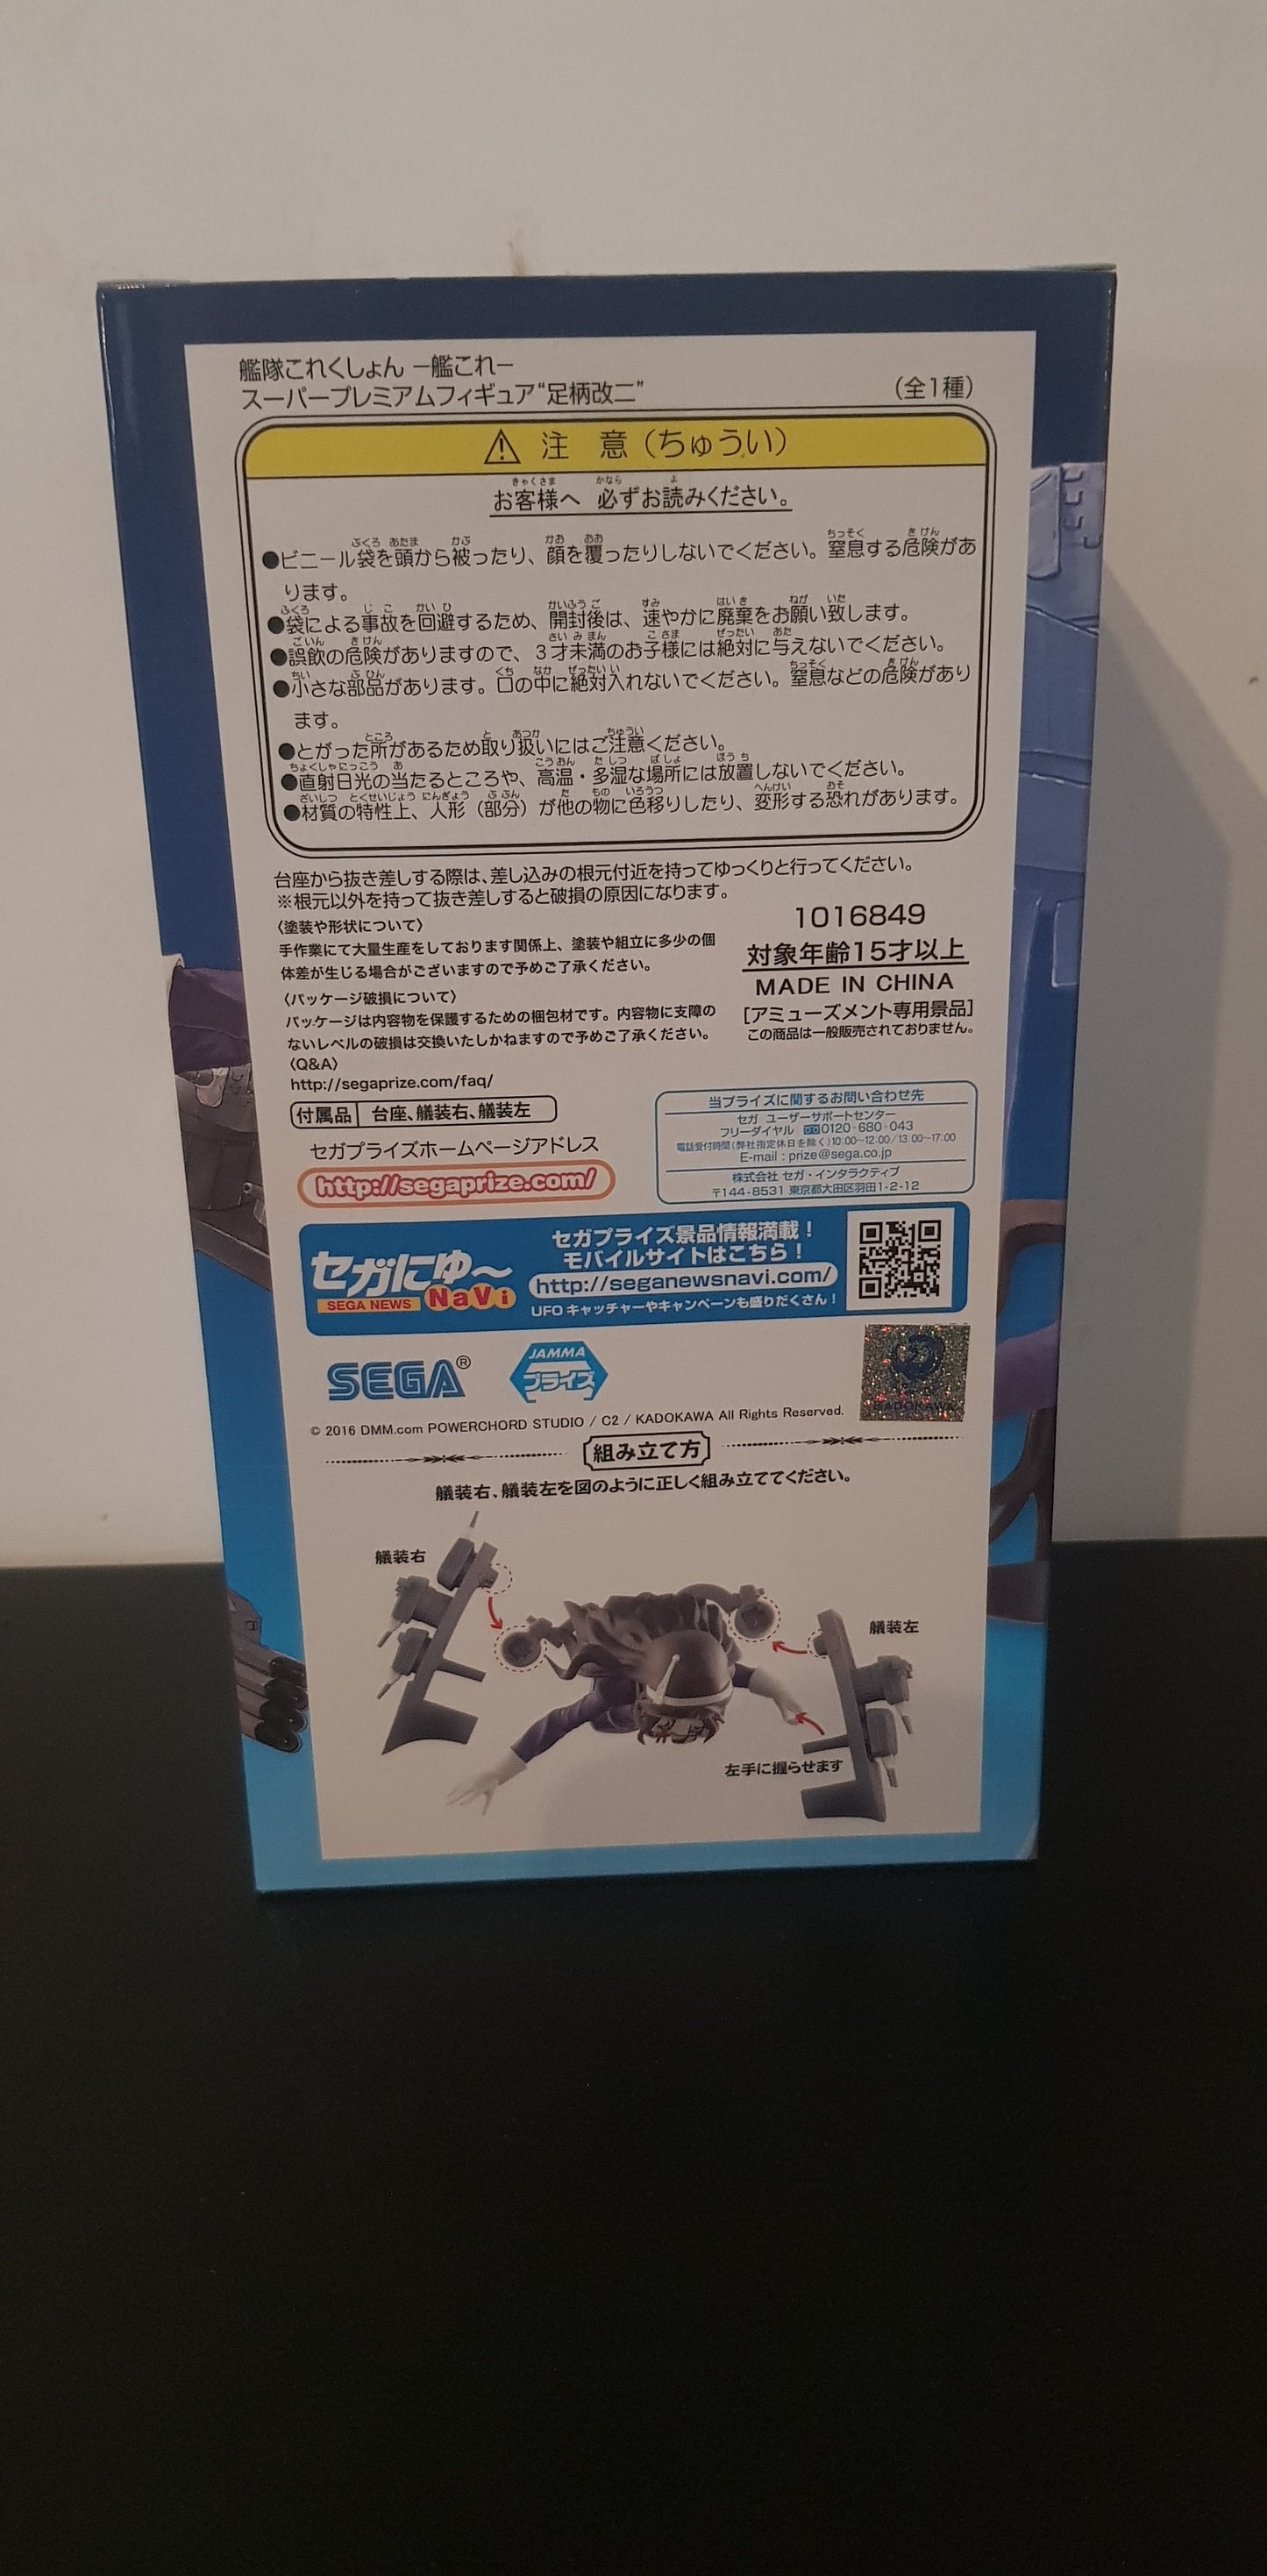 艦隊これくしょん ー艦これー
スーパープレミアムフィギュア“足柄改二”
(全1種)
注 意(ちゅうい)
お客様へ 必ずお読みください。
●ビニール袋を頭から被ったり、顔を覆ったりしないでください。窒息する危険があ
ります。
●袋による事故を回避するため、開封後は、速やかに廃棄をお願い致します。
●誤飲の危険がありますので、3才未満のお子様には絶対に与えないでください。
●小さな部品があります。口の中に絶対入れないでください。窒息などの危険があり
ます。
●とがった所があるため取り扱いにはご注意ください。
●直射日光の当たるところや、高温・多湿な場所には放置しないでください。
●材質の特性上、人形(部分)が他の物に色移りしたり、変形する恐れがあります。
台座から抜き差しする際は、差し込みの根元付近を持ってゆっくりと行ってください。
※根元以外を持って抜き差しすると破損の原因になります。
〈塗装や形状について〉
手作業にて大量生産をしております関係上、塗装や組立に多少の個
体差が生じる場合がございますので予めご了承ください。
〈パッケージ破損について〉
パッケージは内容物を保護するための梱包材です。内容物に支障の
ないレベルの破損は交換いたしかねますので予めご了承ください。
〈Q&A〉
http://segaprize.com/faq/
1016849
対象年齢15才以上
MADE IN CHINA
[アミューズメント専用景品]
この商品は一般販売されておりません。
付属品 台座、艤装右、艤装左
セガプライズホームページアドレス
http://segaprize.com/
当プライズに関するお問い合わせ先
セガ ユーザーサポートセンター
フリーダイヤル 0120-680-043
電話受付時間(弊社指定休日を除く)10:00~12:00/13:00~17:00
E-mail : prize@sega.co.jp
株式会社 セガ・インタラクティブ
〒144-8531 東京都大田区羽田1-2-12
セガにゅ~
SEGA NEWS NaVi
セガプライズ景品情報満載!
モバイルサイトはこちら!
http://seganewsnavi.com/
UFOキャッチャーやキャンペーンも盛りだくさん!
SEGA®
JAMMA
プライズ
KADOKAWA
© 2016 DMM.com POWERCHORD STUDIO / C2 / KADOKAWA All Rights Reserved.
組み立て方
艤装右、艤装左を図のように正しく組み立ててください。
艤装右
艤装左
左手に握らせます